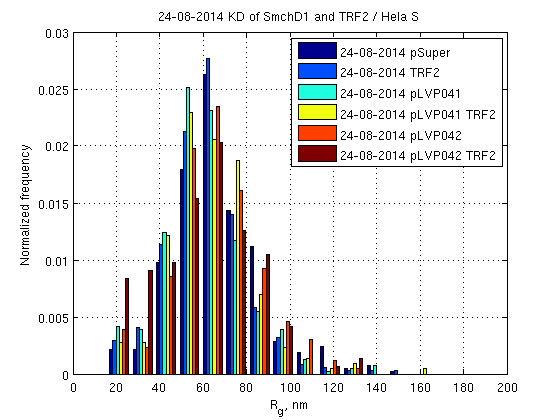 24-08-2014 KD of SmchD1 and TRF2 / Hela S
0.03
0.025
0.02
0.015
0.01
0.005
0
Normalized frequency
24-08-2014 pSuper
24-08-2014 TRF2
24-08-2014 pLVP041
24-08-2014 pLVP041 TRF2
24-08-2014 pLVP042
24-08-2014 pLVP042 TRF2
0 20 40 60 80 100 120 140 160 180 200
Rg, nm